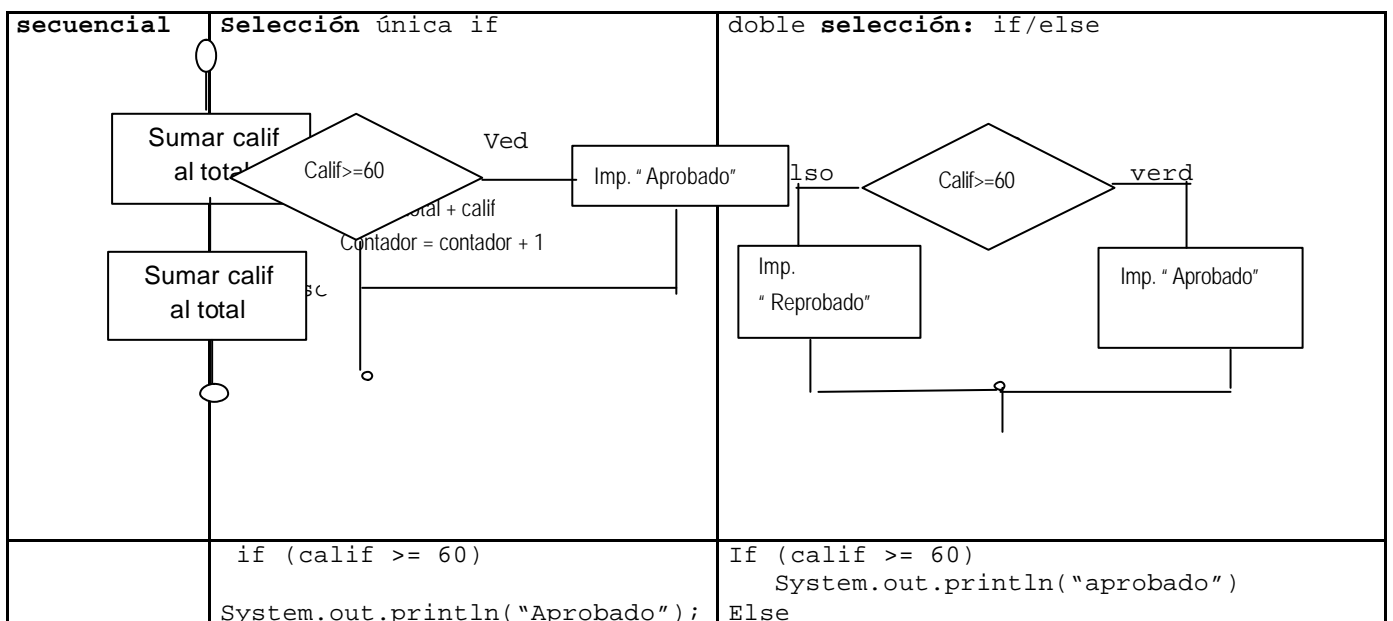 secuencial
Selección única if
doble selección: if/else
Sumar calif
al total
Sumar calif
al total
Calif>=60
Ved
Imp. “ Aprobado”
+ calif
Contador = contador + 1
Calif>=60
verd
Imp.
“ Reprobado”
Imp. “ Aprobado”
if (calif >= 60)
System.out.println(“Aprobado”);
If (calif >= 60)
System.out.println(“aprobado”)
Else